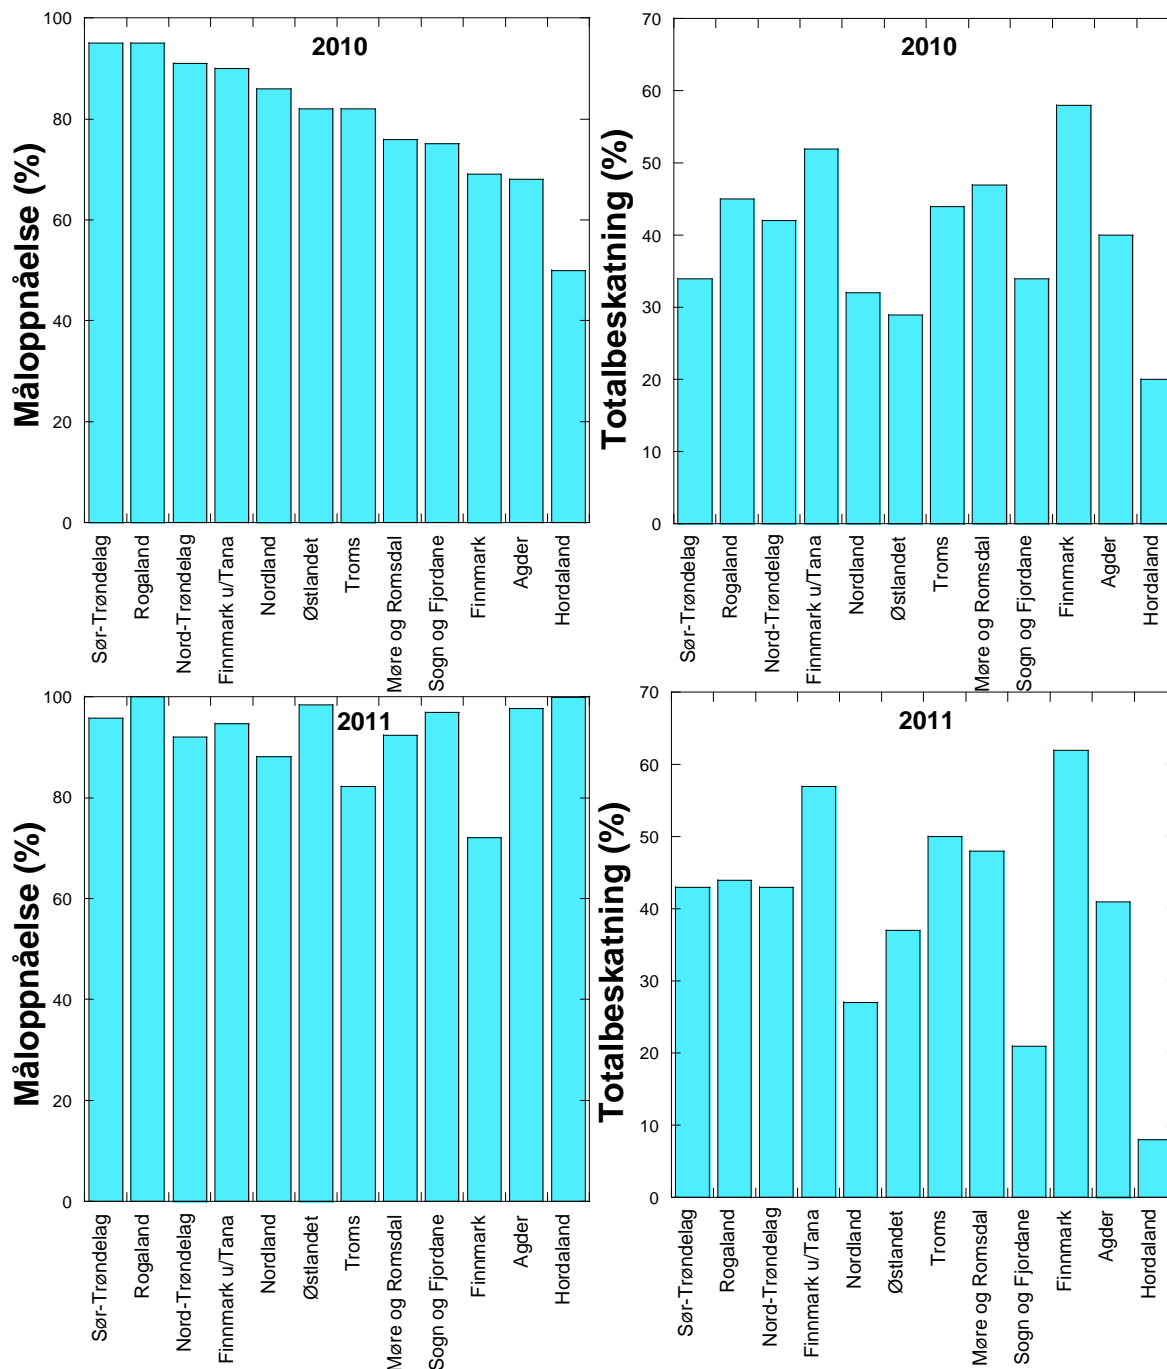 2010
Måloppnåelse (%)
100
80
60
40
20
0
Sør-Trøndelag
Rogaland
Nord-Trøndelag
Finnmark u/Tana
Nordland
Østlandet
Troms
Møre og Romsdal
Sogn og Fjordane
Finnmark
Agder
Hordaland
2010
Totalbeskatning (%)
70
60
50
40
30
20
10
0
Sør-Trøndelag
Rogaland
Nord-Trøndelag
Finnmark u/Tana
Nordland
Østlandet
Troms
Møre og Romsdal
Sogn og Fjordane
Finnmark
Agder
Hordaland
2011
Måloppnåelse (%)
100
80
60
40
20
0
Sør-Trøndelag
Rogaland
Nord-Trøndelag
Finnmark u/Tana
Nordland
Østlandet
Troms
Møre og Romsdal
Sogn og Fjordane
Finnmark
Agder
Hordaland
2011
Totalbeskatning (%)
70
60
50
40
30
20
10
0
Sør-Trøndelag
Rogaland
Nord-Trøndelag
Finnmark u/Tana
Nordland
Østlandet
Troms
Møre og Romsdal
Sogn og Fjordane
Finnmark
Agder
Hordaland